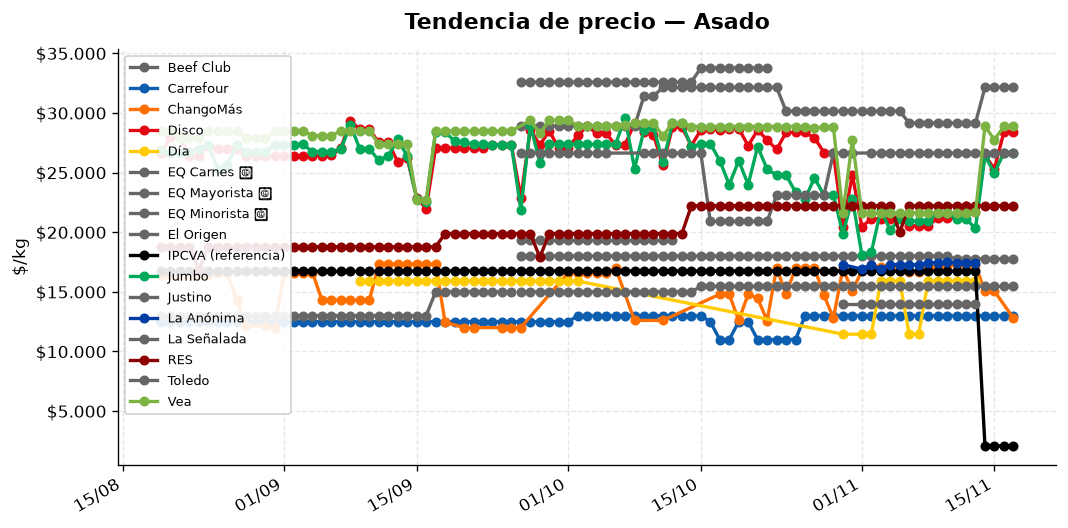 Tendencia de precio — Asado
$35.000
$30.000
$25.000
$20.000
$15.000
$10.000
$5.000
$/kg
Beef Club
Carrefour
ChangoMás
Disco
Día
EQ Carnes
EQ Mayorista
EQ Minorista
El Origen
IPCVA (referencia)
Jumbo
Justino
La Anónima
La Señalada
RES
Toledo
Vea
15/08
01/09
15/09
01/10
15/10
01/11
15/11